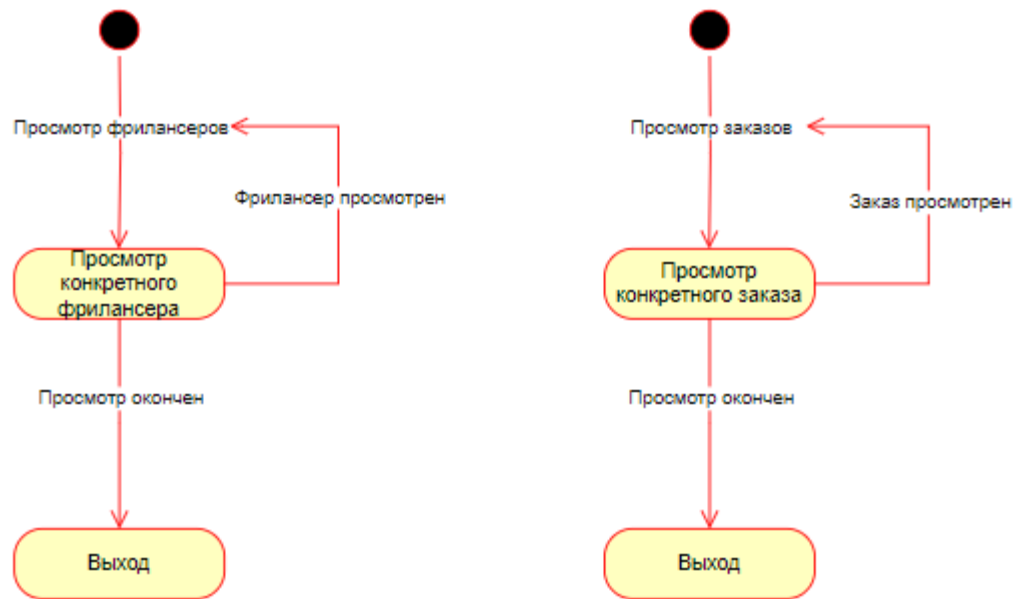 Просмотр фрилансеров
Фрилансер просмотрен
Просмотр
конкретного
фрилансера
Просмотр окончен
Выход
Просмотр заказов
Заказ просмотрен
Просмотр
конкретного заказа
Просмотр окончен
Выход